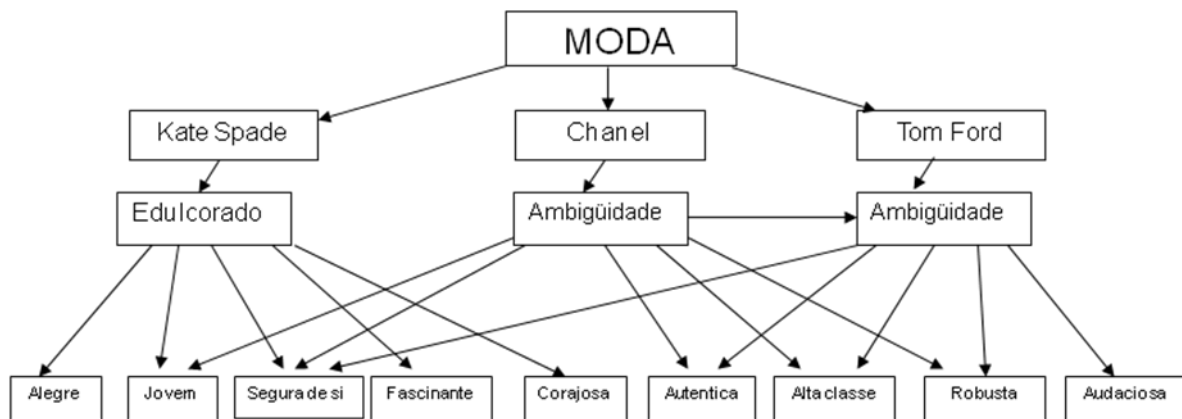 MODA
Kate Spade
Chanel
Tom Ford
Edulcorado
Ambigüidade
Ambigüidade
Alegre
Jovem
Segura de si
Fascinante
Corajosa
Autentica
Alta classe
Robusta
Audaciosa